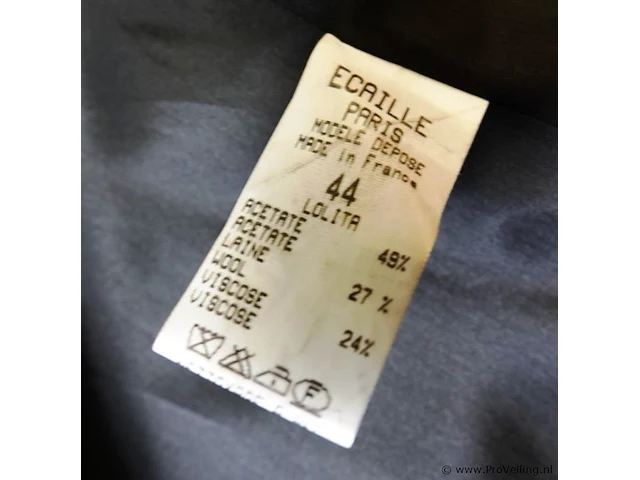 ECAILLE
PARIS
MODELE DEPOSE
MADE in France
44
LOLITA
ACETATE
ACETATE 49%
LAINE
WOOL 27 %
VISCOSE
VISCOSE 24%
F
© www.ProVeiling.nl